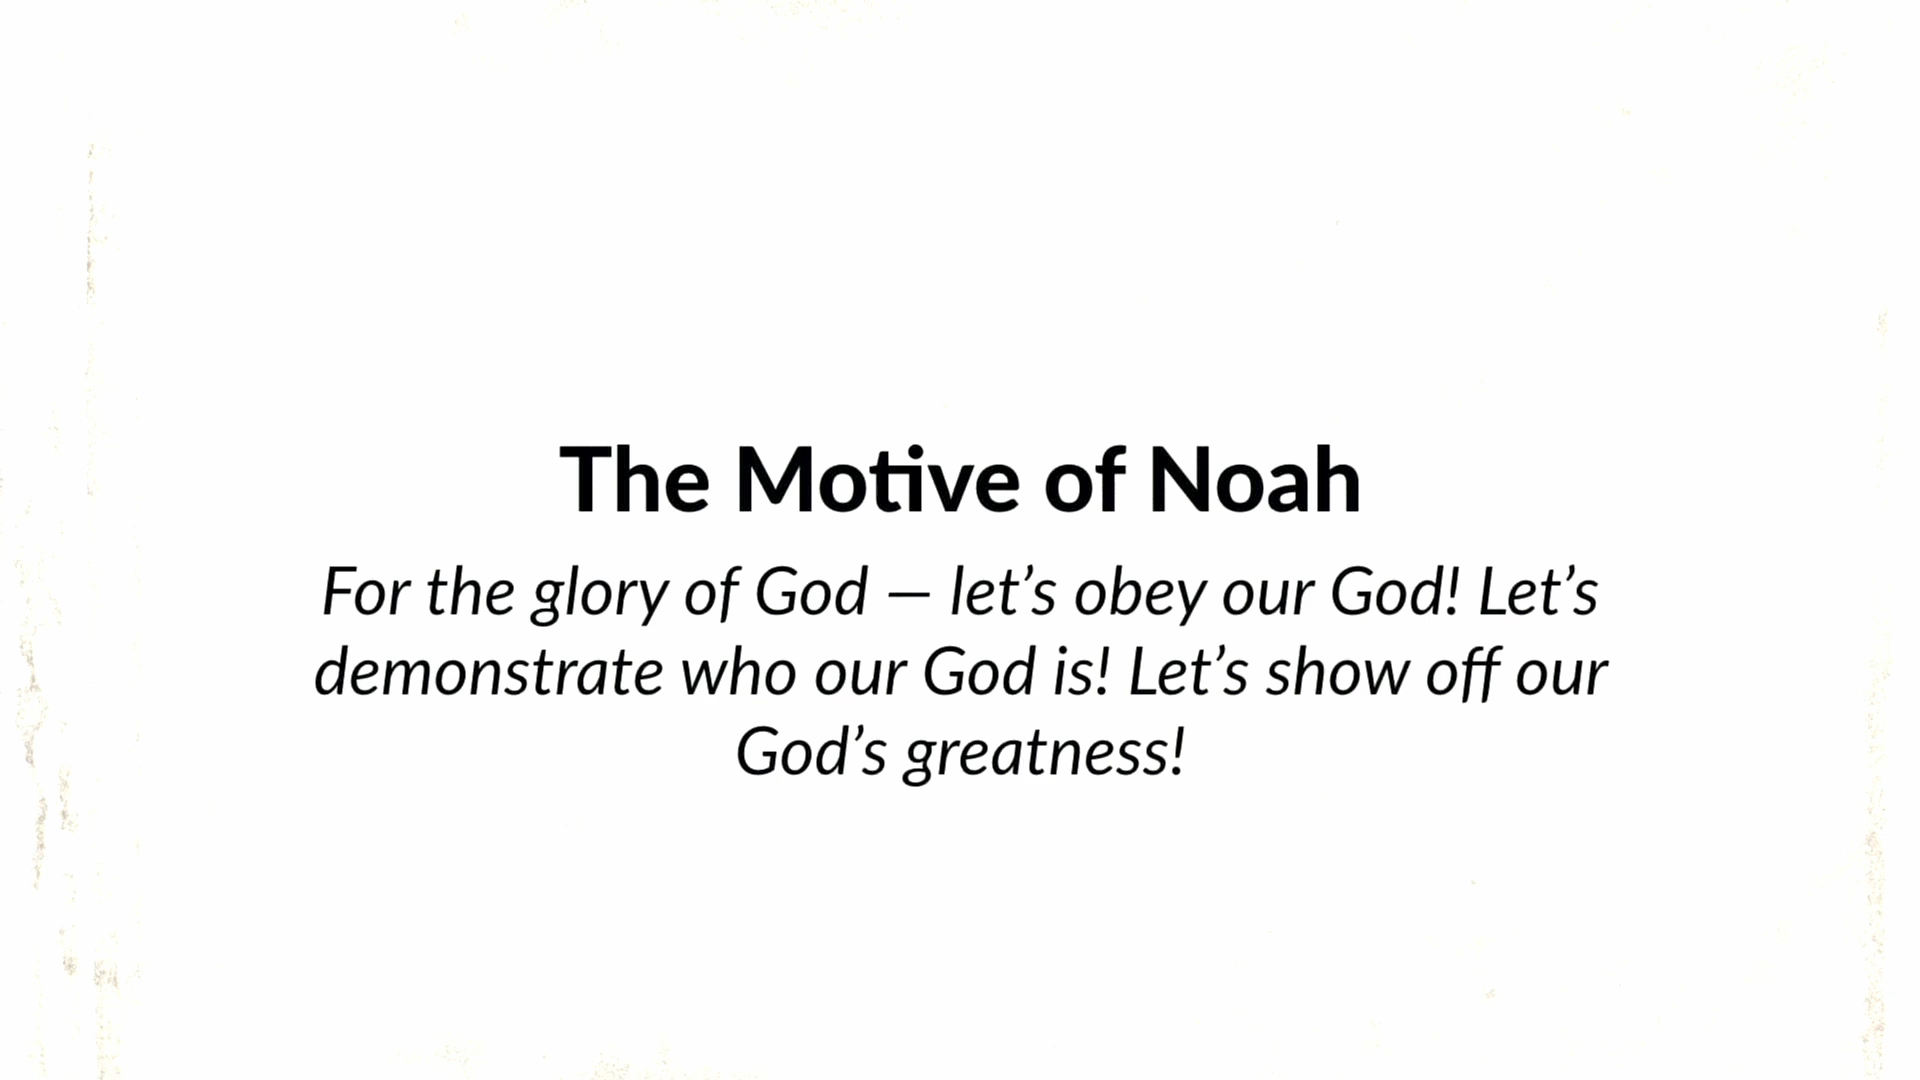 The Motive of Noah
For the glory of God – let’s obey our God! Let’s
demonstrate who our God is! Let’s show off our
God’s greatness!